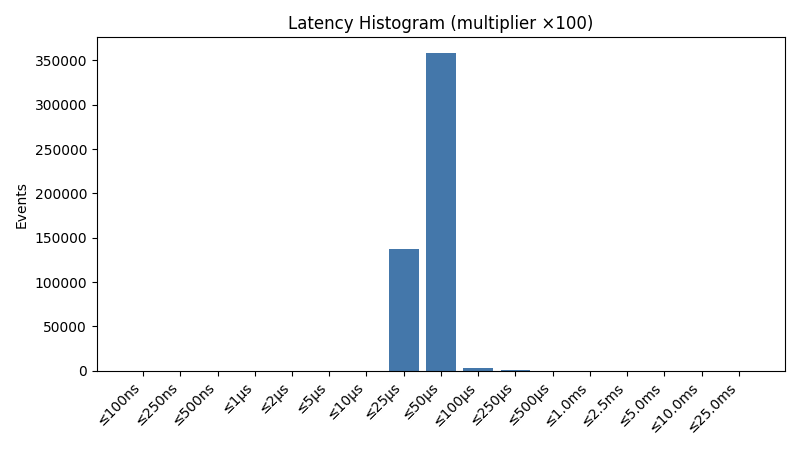 Latency Histogram (multiplier ×100)
350000
300000
250000
200000
150000
100000
50000
0
Events
≤100ns
≤250ns
≤500ns
≤1µs
≤2µs
≤5µs
≤10µs
≤25µs
≤50µs
≤100µs
≤250µs
≤500µs
≤1.0ms
≤2.5ms
≤5.0ms
≤10.0ms
≤25.0ms